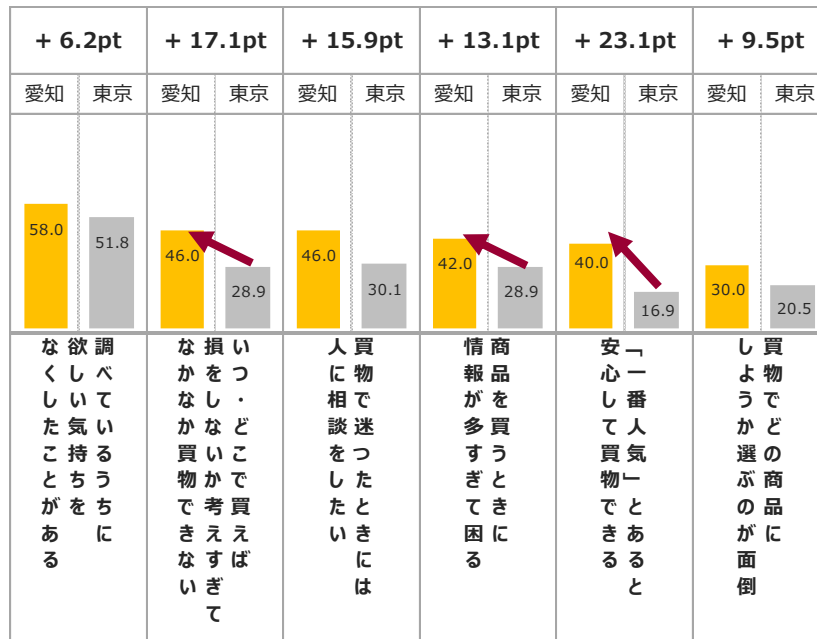 + 6.2pt
+ 17.1pt
+ 15.9pt
+ 13.1pt
+ 23.1pt
+ 9.5pt
愛知 東京
愛知 東京
愛知 東京
愛知 東京
愛知 東京
愛知 東京
58.0
51.8
46.0
28.9
46.0
30.1
42.0
28.9
40.0
16.9
30.0
20.5
調べているうちに
欲しい気持ちを
なくしたことがある
いつ・どこで買えば
損をしないか考えすぎて
なかなか買物できない
買物で迷ったときには
人に相談をしたい
商品を買うときに
情報が多すぎて困る
「一番人気」とあると
安心して買物できる
買物でどの商品に
しようか選ぶのが面倒